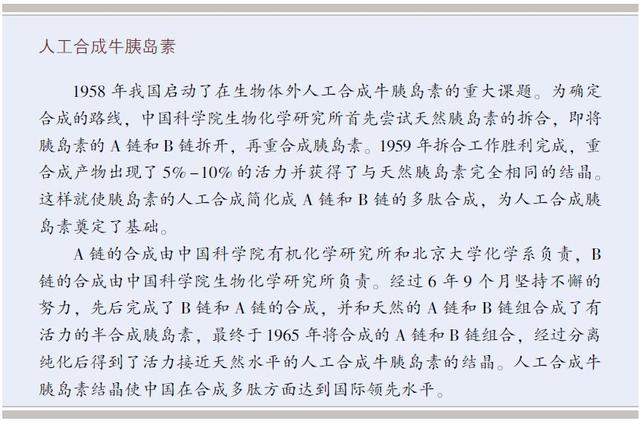 人工合成牛胰岛素
1958 年我国启动了在生物体外人工合成牛胰岛素的重大课题。为确定
合成的路线，中国科学院生物化学研究所首先尝试天然胰岛素的拆合，即将
胰岛素的 A 链和 B 链拆开，再重合成胰岛素。1959 年拆合工作胜利完成，重
合成产物出现了 5% -10% 的活力并获得了与天然胰岛素完全相同的结晶。
这样就使胰岛素的人工合成简化成 A 链和 B 链的多肽合成，为人工合成胰
岛素奠定了基础。
A 链的合成由中国科学院有机化学研究所和北京大学化学系负责，B
链的合成由中国科学院生物化学研究所负责。经过 6 年 9 个月坚持不懈的
努力，先后完成了 B 链和 A 链的合成，并和天然的 A 链和 B 链组合成了有
活力的半合成胰岛素，最终于 1965 年将合成的 A 链和 B 链组合，经过分离
纯化后得到了活力接近天然水平的人工合成牛胰岛素的结晶。人工合成牛
胰岛素结晶使中国在合成多肽方面达到国际领先水平。